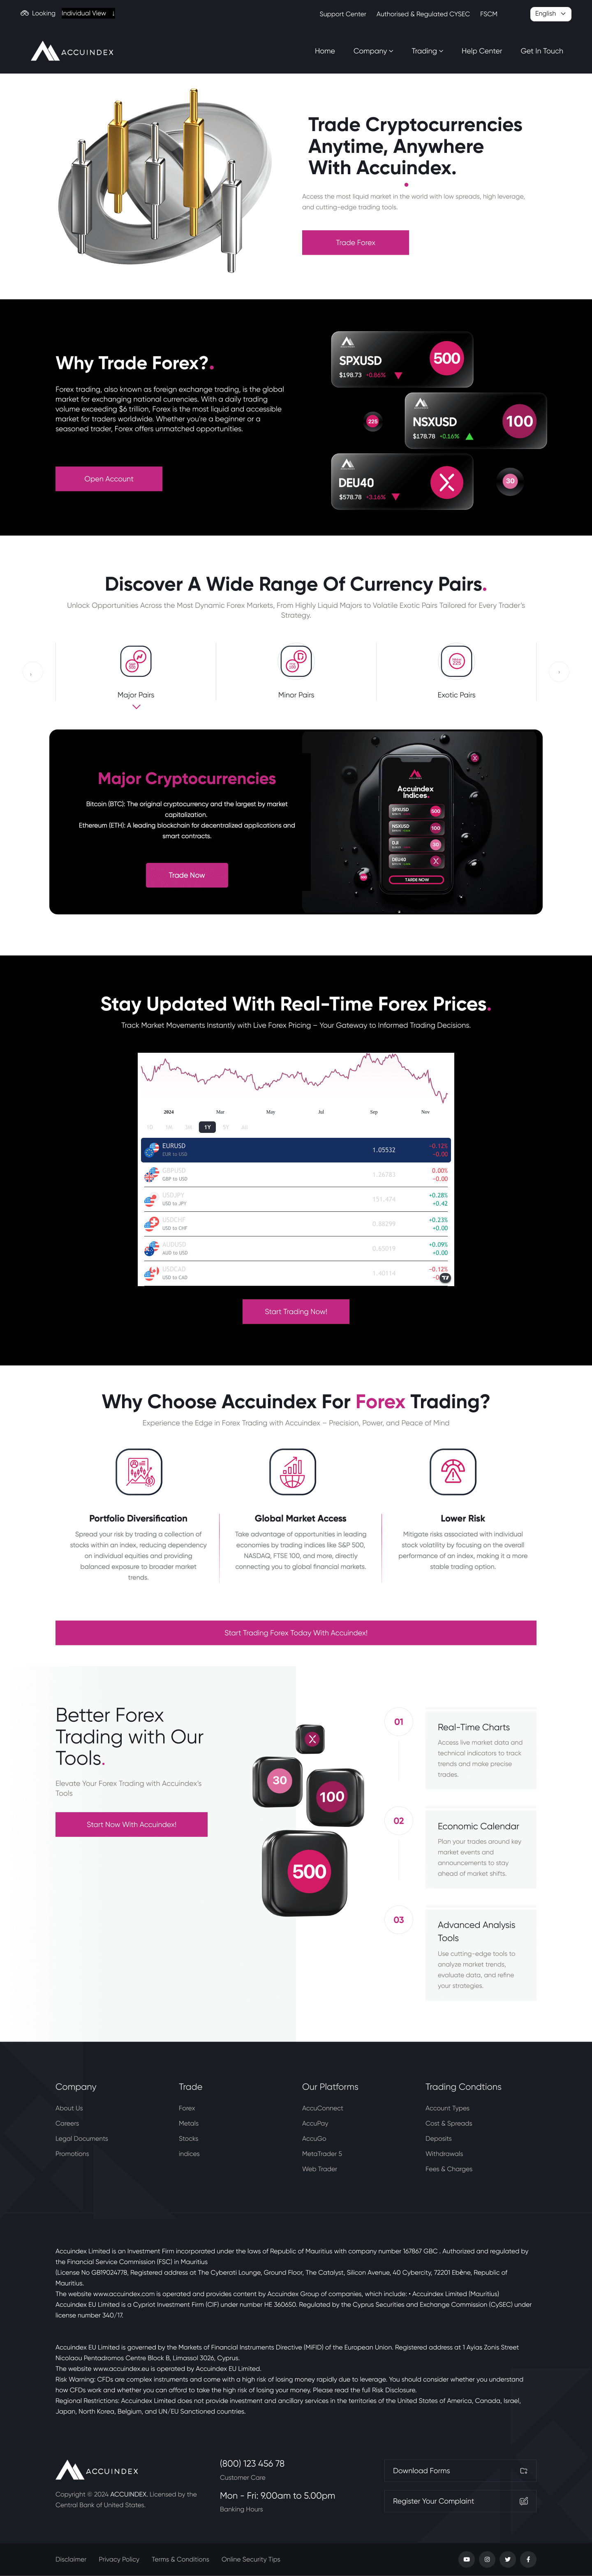 Looking Individual View ↓
Support Center Authorised & Regulated CYSEC FSCM English
ACCUINDEX
Home Company Trading Help Center Get In Touch
Trade Cryptocurrencies
Anytime, Anywhere
With Accuindex.
Access the most liquid market in the world with low spreads, high leverage,
and cutting-edge trading tools.
Trade Forex
Why Trade Forex?.
Forex trading, also known as foreign exchange trading, is the global
market for exchanging national currencies. With a daily trading
volume exceeding $6 trillion, Forex is the most liquid and accessible
market for traders worldwide. Whether you're a beginner or a
seasoned trader, Forex offers unmatched opportunities.
Open Account
SPXUSD
$198.73 +0.86%
500
225
NSXUSD
$178.78 +0.16%
100
DEU40
$578.78 +3.16%
X
30
Discover A Wide Range Of Currency Pairs.
Unlock Opportunities Across the Most Dynamic Forex Markets, From Highly Liquid Majors to Volatile Exotic Pairs Tailored for Every Trader's
Strategy.
Major Pairs
Minor Pairs
Exotic Pairs
Major Cryptocurrencies
Bitcoin (BTC): The original cryptocurrency and the largest by market
capitalization.
Ethereum (ETH): A leading blockchain for decentralized applications and
smart contracts.
Trade Now
Accuindex
Indices.
SPXUSD
500
NSXUSD
100
DJI
30
DEU40
X
Stay Updated With Real-Time Forex Prices.
Track Market Movements Instantly with Live Forex Pricing – Your Gateway to Informed Trading Decisions.
2024 Mar May Jul Sep Nov
1Y
EURUSD
EUR to USD
1.05532
-0.12%
-0.00
GBPUSD
GBP to USD
1.26783
0.00%
-0.00
USDJPY
USD to JPY
151.474
+0.28%
+0.42
USDCHF
USD to CHF
0.88299
+0.23%
+0.00
AUDUSD
AUD to USD
0.65019
+0.09%
+0.00
USDCAD
USD to CAD
1.40114
-0.12%
Start Trading Now!
Why Choose Accuindex For Forex Trading?
Experience the Edge in Forex Trading with Accuindex – Precision, Power, and Peace of Mind
Portfolio Diversification
Spread your risk by trading a collection of
stocks within an index, reducing dependency
on individual equities and providing
balanced exposure to broader market
trends.
Global Market Access
Take advantage of opportunities in leading
economies by trading indices like S&P 500,
NASDAQ, FTSE 100, and more, directly
connecting you to global financial markets.
Lower Risk
Mitigate risks associated with individual
stock volatility by focusing on the overall
performance of an index, making it a more
stable trading option.
Start Trading Forex Today With Accuindex!
Better Forex
Trading with Our
Tools.
Elevate Your Forex Trading with Accuindex's
Tools
Start Now With Accuindex!
X
30
100
500
01
Real-Time Charts
Access live market data and
technical indicators to track
trends and make precise
trades.
02
Economic Calendar
Plan your trades around key
market events and
announcements to stay
ahead of market shifts.
03
Advanced Analysis
Tools
Use cutting-edge tools to
analyze market trends,
evaluate data, and refine
your strategies.
Company
About Us
Careers
Legal Documents
Promotions
Trade
Forex
Metals
Stocks
indices
Our Platforms
AccuConnect
AccuPay
AccuGo
MetaTrader 5
Web Trader
Trading Condtions
Account Types
Cost & Spreads
Deposits
Withdrawals
Fees & Charges
Accuindex Limited is an Investment Firm incorporated under the laws of Republic of Mauritius with company number 167867 GBC . Authorized and regulated by
the Financial Service Commission (FSC) in Mauritius
(License No GB19024778, Registered address at The Cyberati Lounge, Ground Floor, The Catalyst, Silicon Avenue, 40 Cybercity, 72201 Ebène, Republic of
Mauritius.
The website www.accuindex.com is operated and provides content by Accuindex Group of companies, which include: • Accuindex Limited (Mauritius)
Accuindex EU Limited is a Cypriot Investment Firm (CIF) under number HE 360650. Regulated by the Cyprus Securities and Exchange Commission (CySEC) under
license number 340/17.
Accuindex EU Limited is governed by the Markets of Financial Instruments Directive (MiFID) of the European Union. Registered address at 1 Ayias Zonis Street
Nicolaou Pentadromos Centre Block B, Limassol 3026, Cyprus.
The website www.accuindex.eu is operated by Accuindex EU Limited.
Risk Warning: CFDs are complex instruments and come with a high risk of losing money rapidly due to leverage. You should consider whether you understand
how CFDs work and whether you can afford to take the high risk of losing your money. Please read the full Risk Disclosure.
Regional Restrictions: Accuindex Limited does not provide investment and ancillary services in the territories of the United States of America, Canada, Israel,
Japan, North Korea, Belgium, and UN/EU Sanctioned countries.
ACCUINDEX
Copyright © 2024 ACCUINDEX. Licensed by the
Central Bank of United States.
(800) 123 456 78
Customer Care
Mon - Fri: 9.00am to 5.00pm
Banking Hours
Download Forms
Register Your Complaint
Disclaimer Privacy Policy Terms & Conditions Online Security Tips